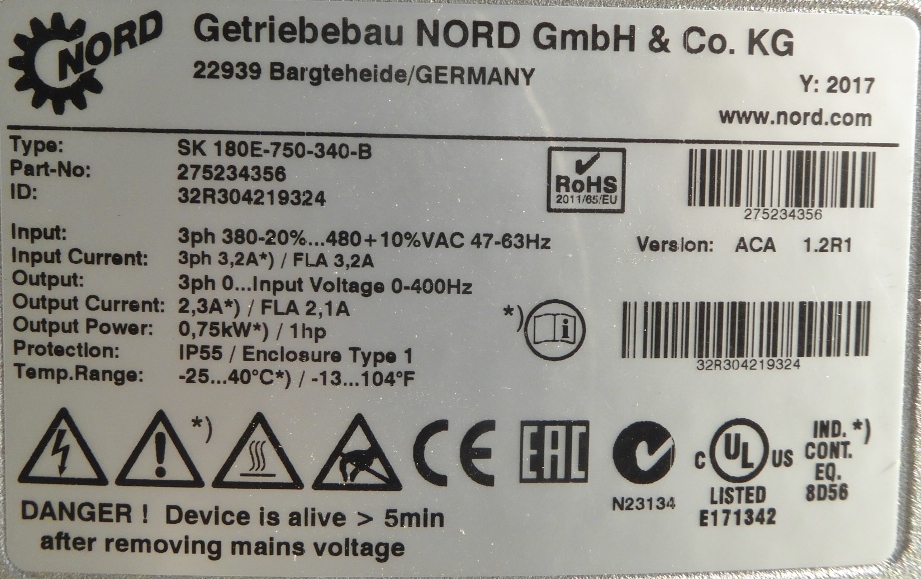 NORD
Getriebebau NORD GmbH & Co. KG
22939 Bargteheide/GERMANY
Y: 2017
www.nord.com
Type: SK 180E-750-340-B
Part-No: 275234356
ID: 32R304219324
RoHS
2011/65/EU
275234356
Input: 3ph 380-20%...480+10%VAC 47-63Hz
Version: ACA 1.2R1
Input Current: 3ph 3,2A*) / FLA 3,2A
Output: 3ph 0...Input Voltage 0-400Hz
Output Current: 2,3A*) / FLA 2,1A
Output Power: 0,75kW*) / 1hp
Protection: IP55 / Enclosure Type 1
Temp.Range: -25...40°C*) / -13...104°F
*) i
32R304219324
*)
CE
EAC
N23134
C UL US
LISTED
E171342
IND. *)
CONT.
EQ.
8D56
DANGER ! Device is alive > 5min
after removing mains voltage